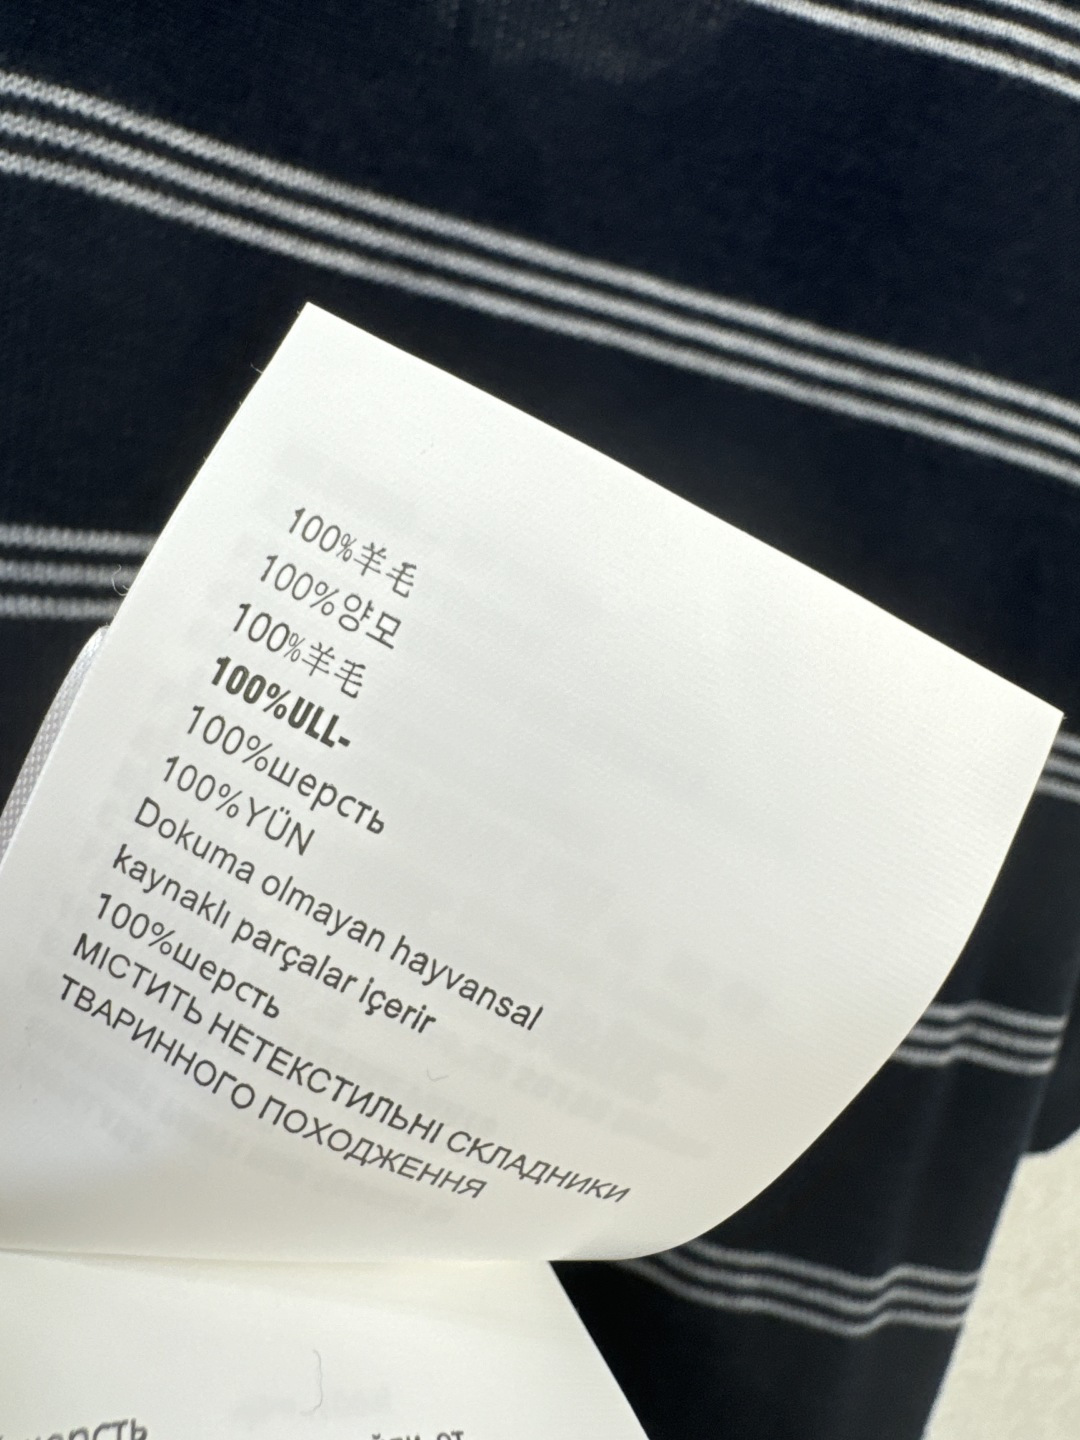 100%羊毛
100%양모
100%羊毛
100%ULL-
100%шерсть
100%YÜN
Dokuma olmayan hayvansal
kaynaklı parçalar içerir
100%шерсть
МІСТИТЬ НЕТЕКСТИЛЬНІ СКЛАДНИКИ
ТВАРИННОГО ПОХОДЖЕННЯ